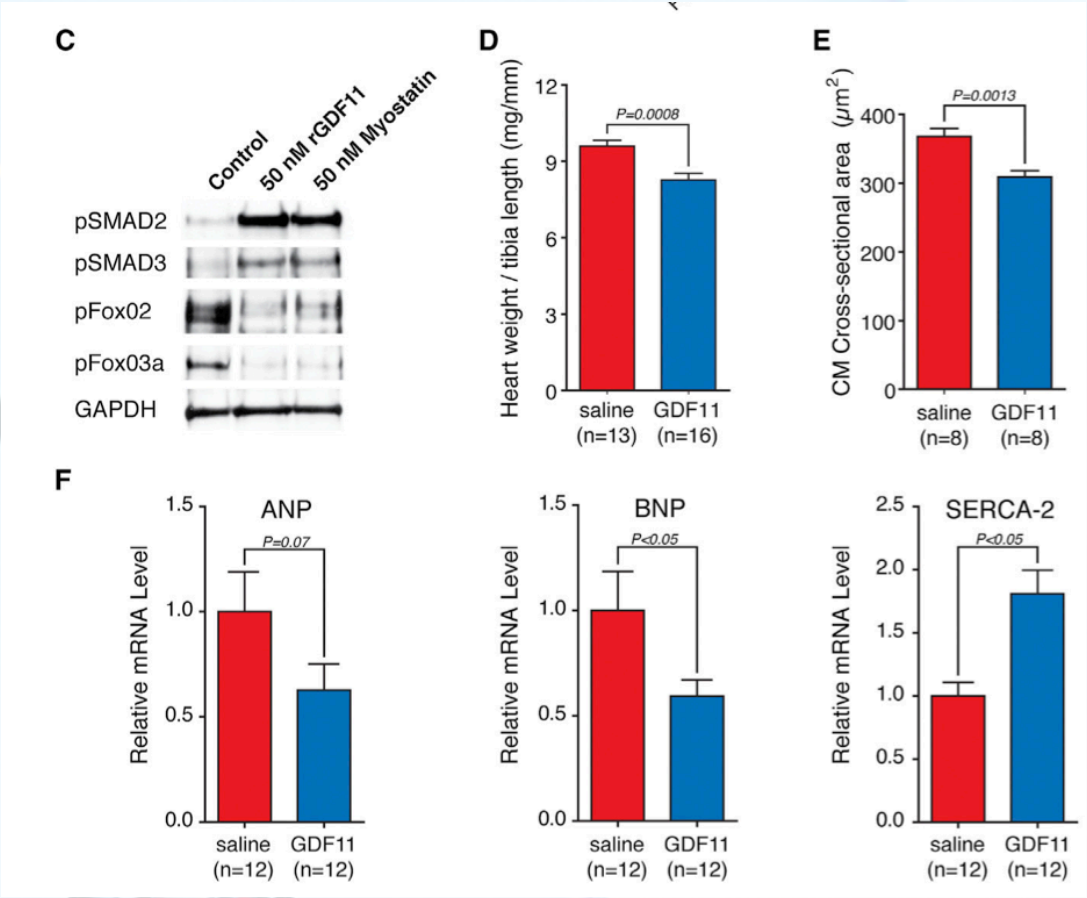 C
Control
50 nM rGDF11
50 nM Myostatin
pSMAD2
pSMAD3
pFox02
pFox03a
GAPDH
D
Heart weight / tibia length (mg/mm)
12
9
6
3
0
P=0.0008
saline
(n=13)
GDF11
(n=16)
E
CM Cross-sectional area (µm²)
400
300
200
100
0
P=0.0013
saline
(n=8)
GDF11
(n=8)
F
ANP
Relative mRNA Level
1.5
1.0
0.5
0.0
P=0.07
saline
(n=12)
GDF11
(n=12)
BNP
Relative mRNA Level
1.5
1.0
0.5
0.0
P<0.05
saline
(n=12)
GDF11
(n=12)
SERCA-2
Relative mRNA Level
2.5
2.0
1.5
1.0
0.5
0.0
P<0.05
saline
(n=12)
GDF11
(n=12)